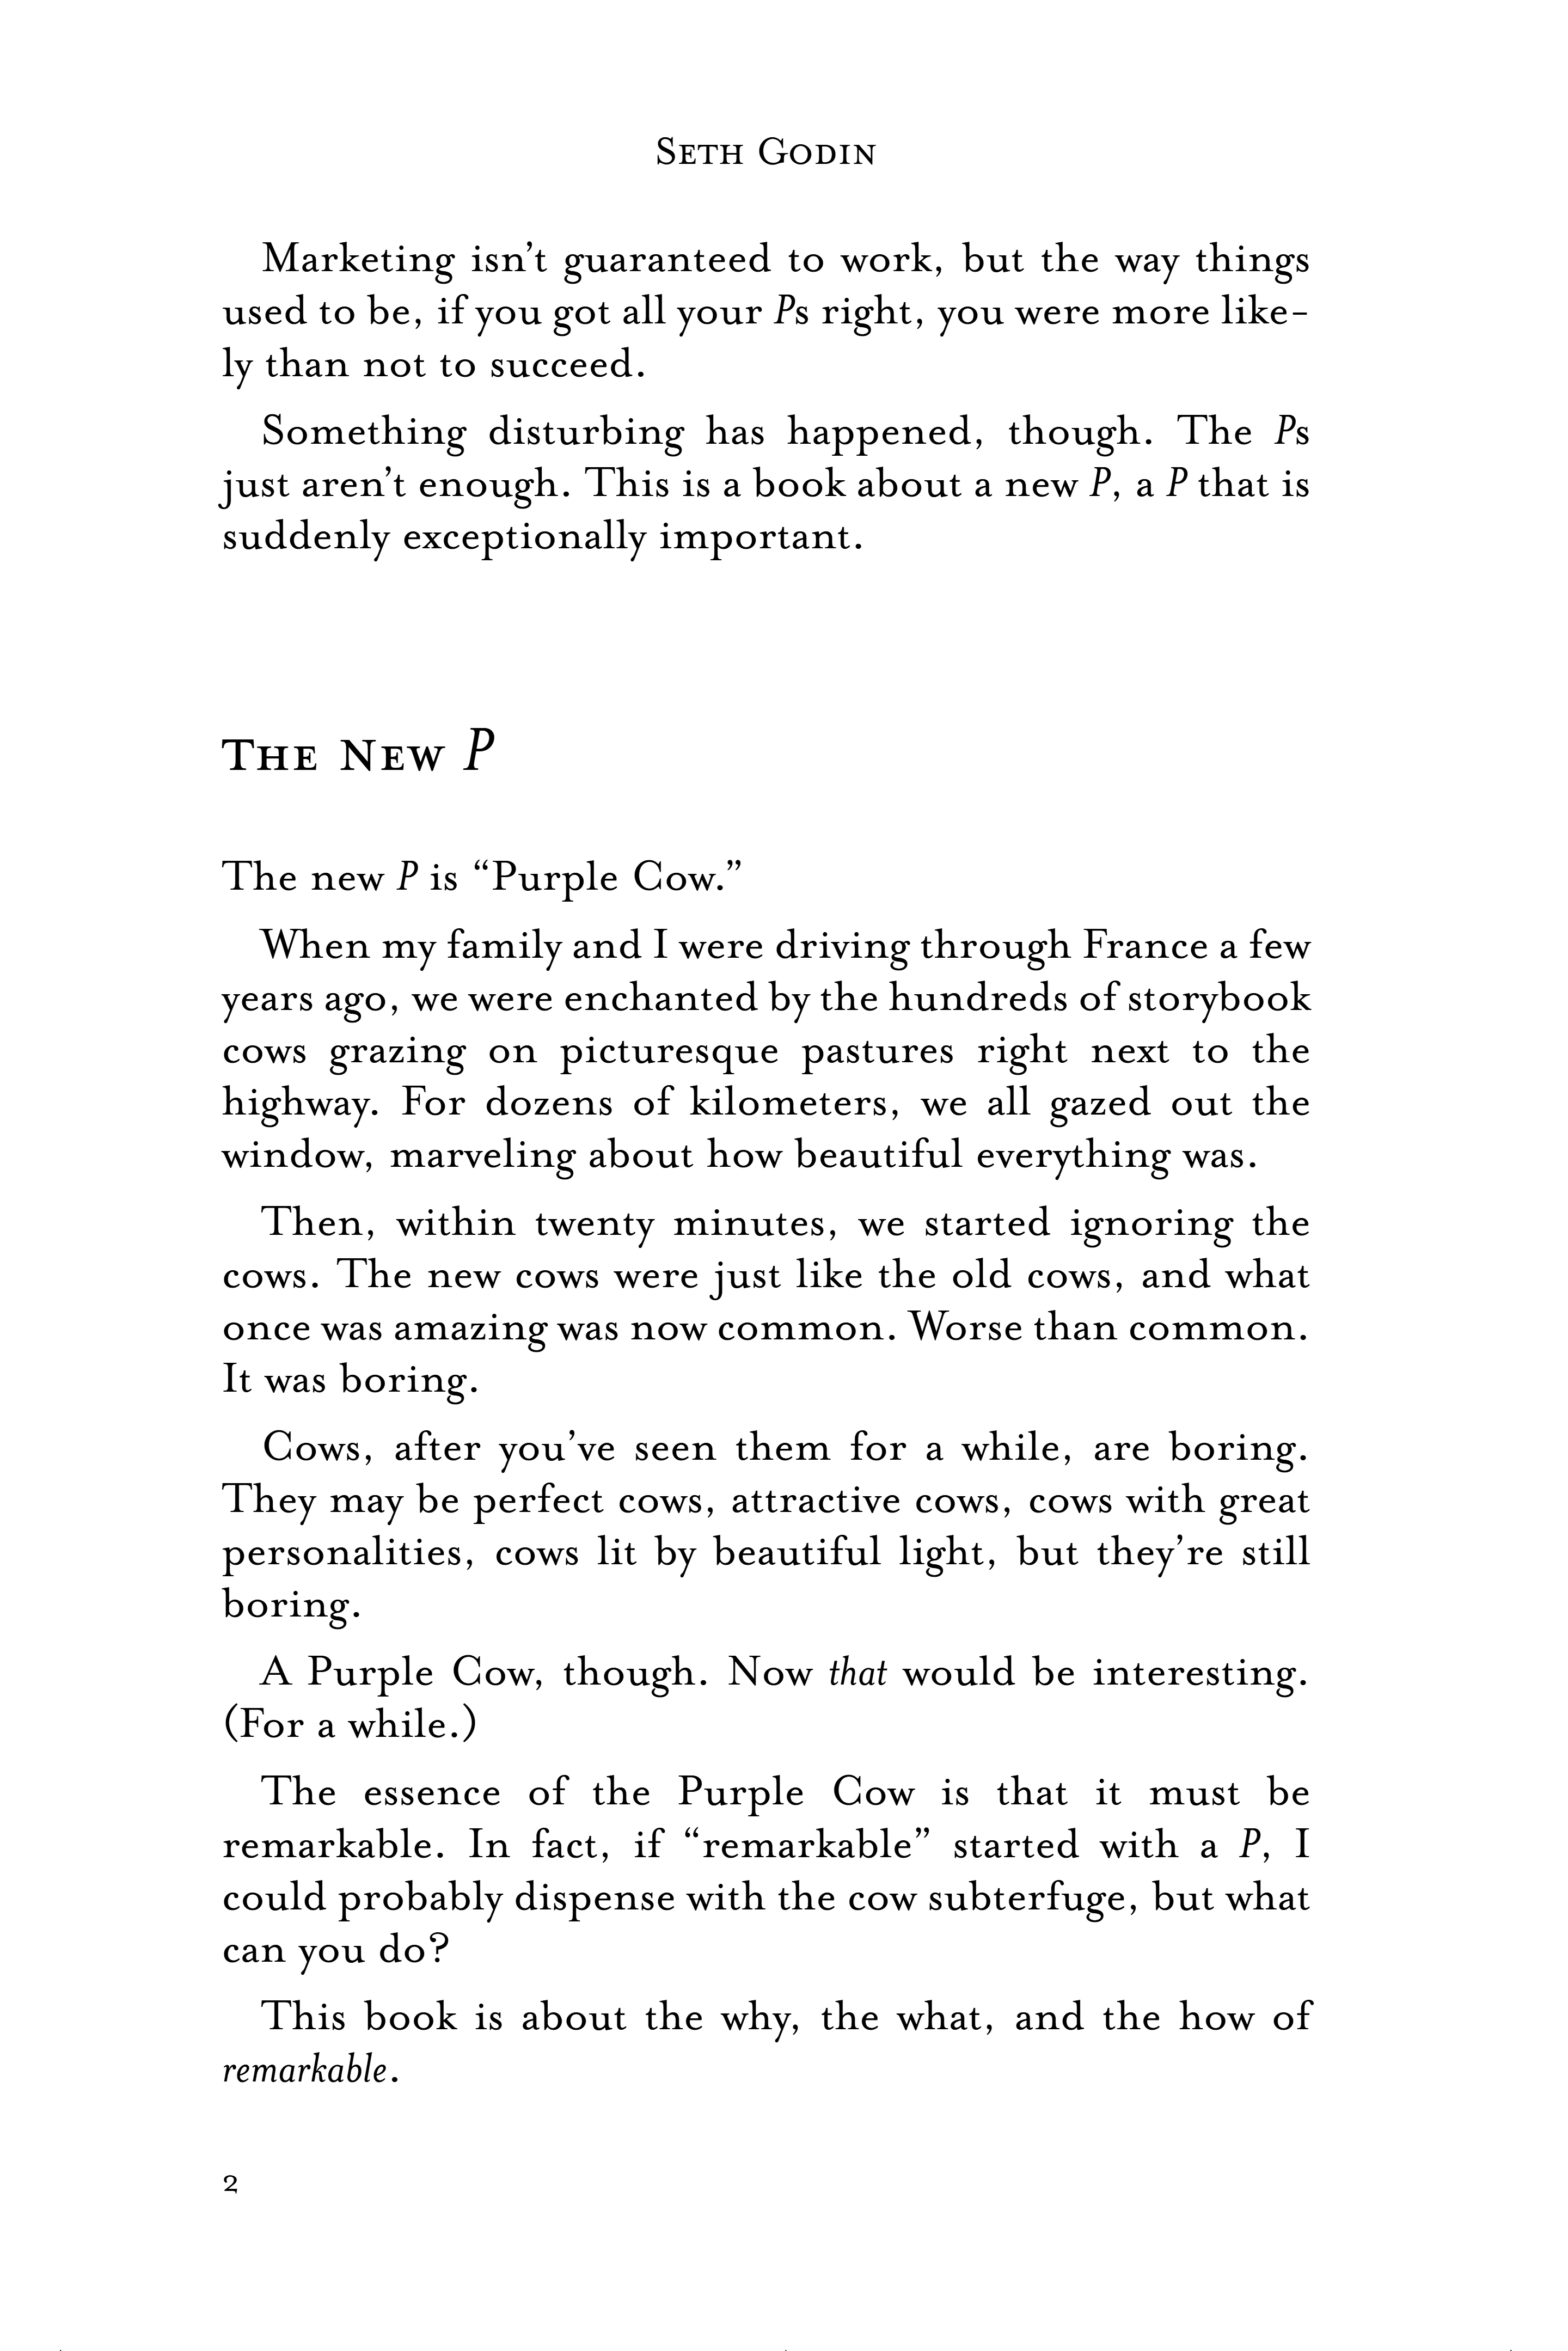 Seth Godin
Marketing isn’t guaranteed to work, but the way things
used to be, if you got all your Ps right, you were more like-
ly than not to succeed.
Something disturbing has happened, though. The Ps
just aren’t enough. This is a book about a new P, a P that is
suddenly exceptionally important.
The New P
The new P is “Purple Cow.”
When my family and I were driving through France a few
years ago, we were enchanted by the hundreds of storybook
cows grazing on picturesque pastures right next to the
highway. For dozens of kilometers, we all gazed out the
window, marveling about how beautiful everything was.
Then, within twenty minutes, we started ignoring the
cows. The new cows were just like the old cows, and what
once was amazing was now common. Worse than common.
It was boring.
Cows, after you’ve seen them for a while, are boring.
They may be perfect cows, attractive cows, cows with great
personalities, cows lit by beautiful light, but they’re still
boring.
A Purple Cow, though. Now that would be interesting.
(For a while.)
The essence of the Purple Cow is that it must be
remarkable. In fact, if “remarkable” started with a P, I
could probably dispense with the cow subterfuge, but what
can you do?
This book is about the why, the what, and the how of
remarkable.
2